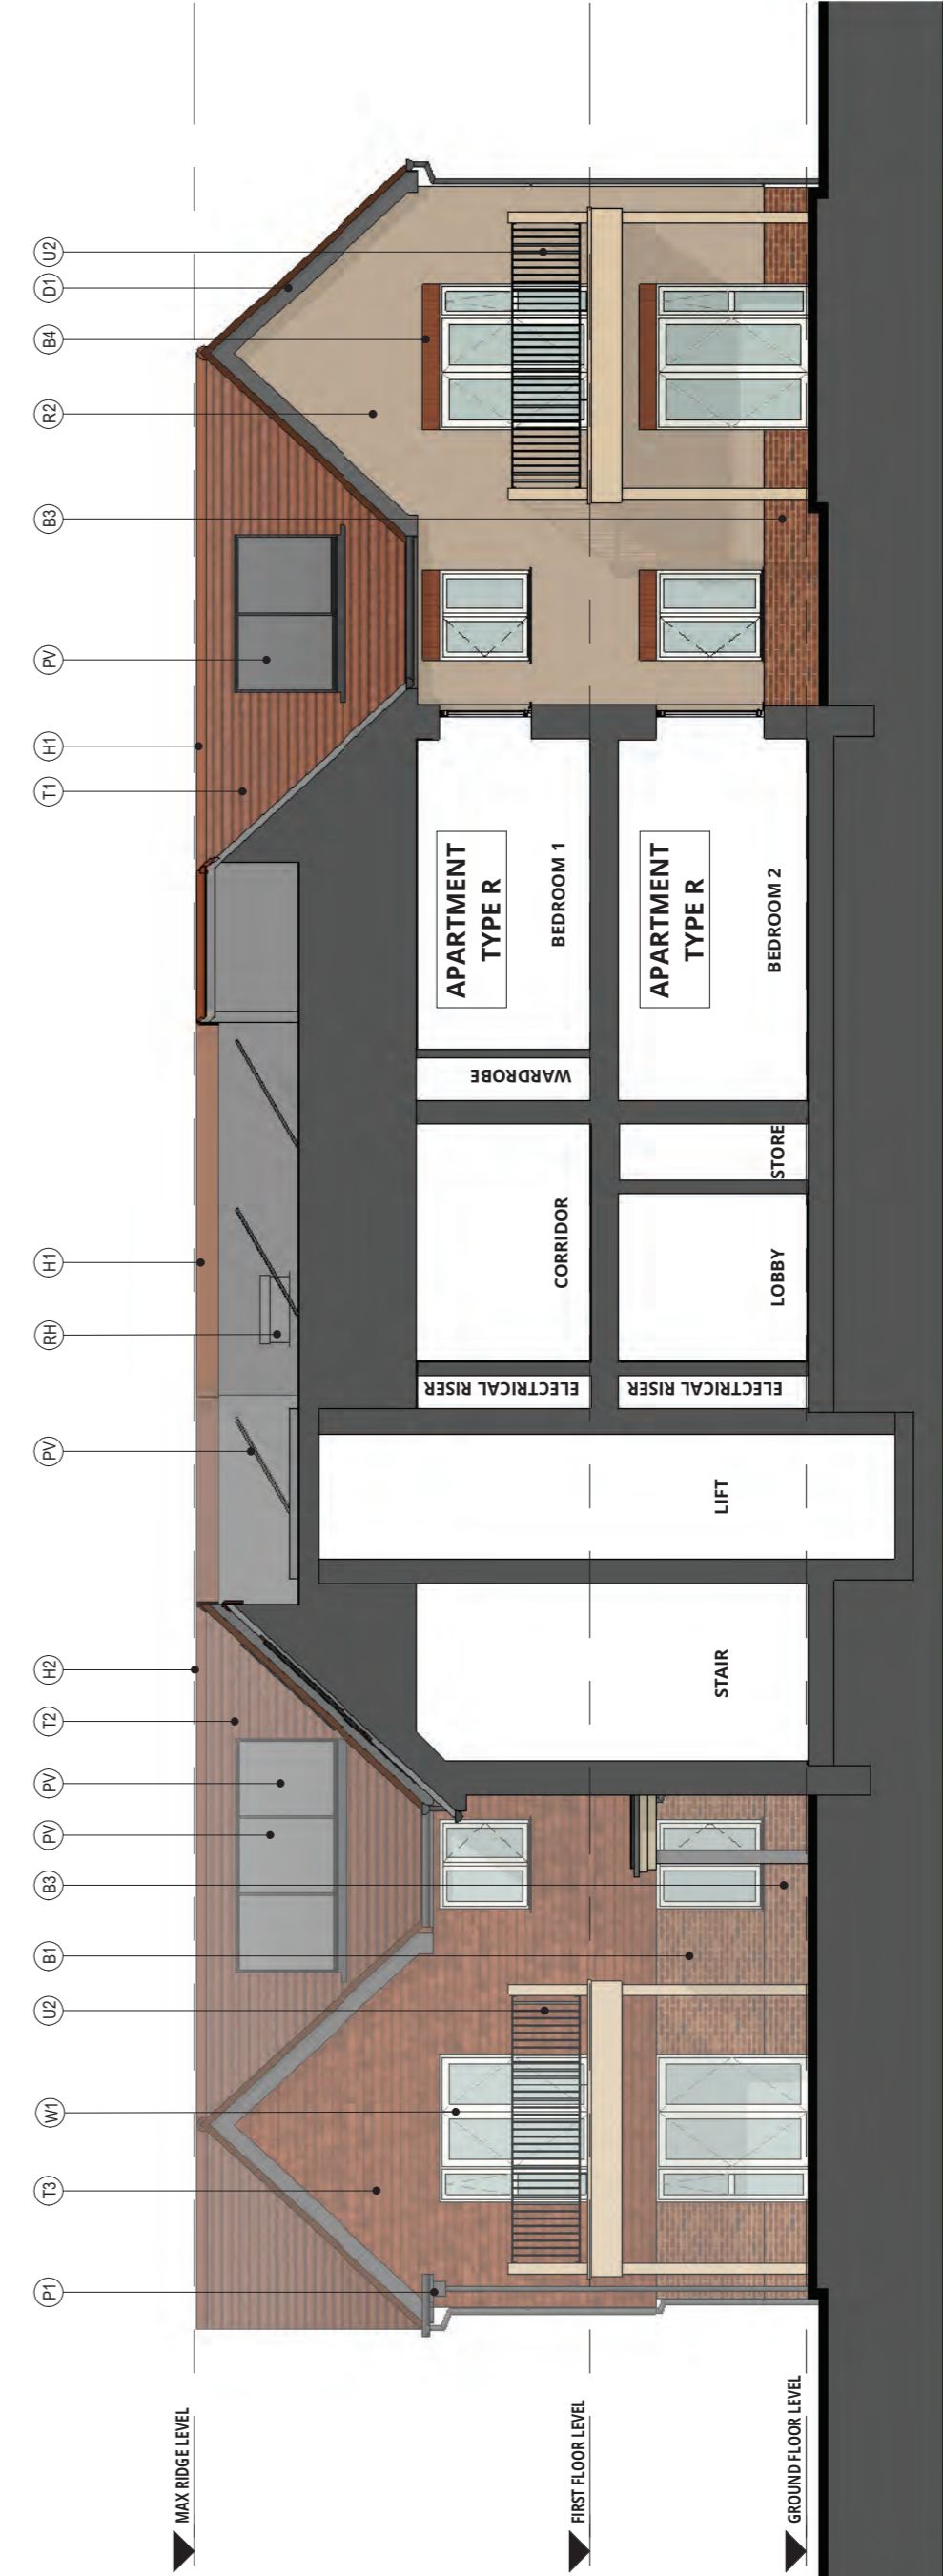 P1
T3
W1
U2
B1
B3
PV
PV
T2
H2
PV
RH
H1
T1
H1
PV
B3
R2
B4
D1
U2
MAX RIDGE LEVEL
FIRST FLOOR LEVEL
GROUND FLOOR LEVEL
STAIR
LIFT
ELECTRICAL RISER
CORRIDOR
WARDROBE
APARTMENT
TYPE R
BEDROOM 1
ELECTRICAL RISER
LOBBY
STORE
APARTMENT
TYPE R
BEDROOM 2